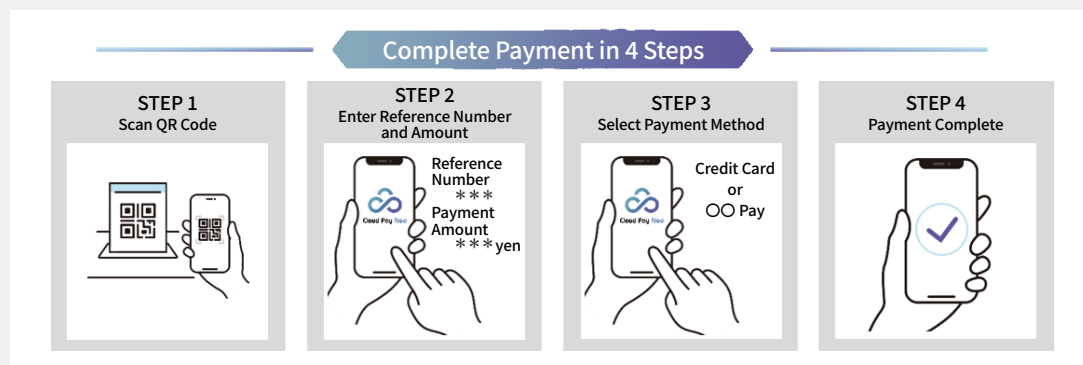 Complete Payment in 4 Steps
STEP 1
Scan QR Code
STEP 2
Enter Reference Number
and Amount
Reference
Number
***
Payment
Amount
***yen
Cloud Pay Neo
STEP 3
Select Payment Method
Cloud Pay Neo
Credit Card
or
○○ Pay
STEP 4
Payment Complete